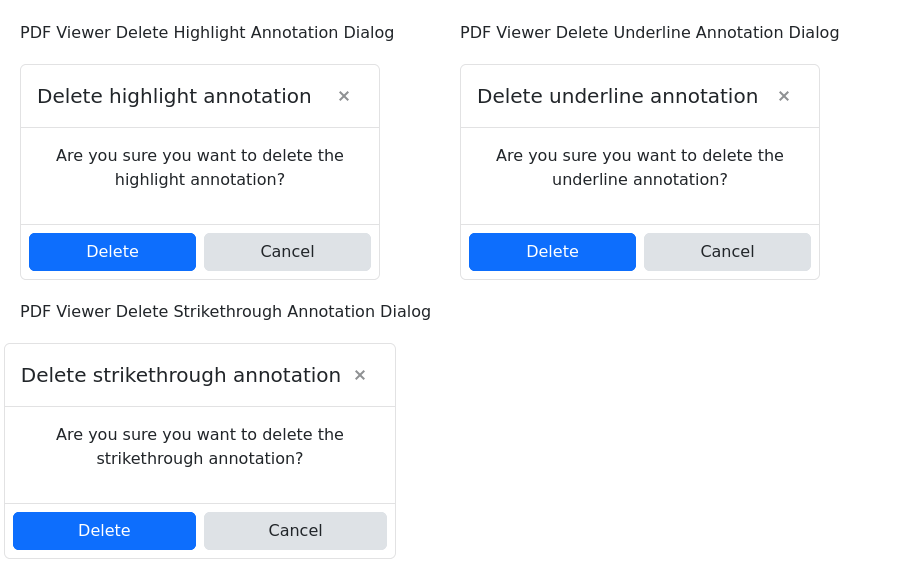 PDF Viewer Delete Highlight Annotation Dialog
Delete highlight annotation ×
Are you sure you want to delete the
highlight annotation?
Delete Cancel
PDF Viewer Delete Underline Annotation Dialog
Delete underline annotation ×
Are you sure you want to delete the
underline annotation?
Delete Cancel
PDF Viewer Delete Strikethrough Annotation Dialog
Delete strikethrough annotation ×
Are you sure you want to delete the
strikethrough annotation?
Delete Cancel